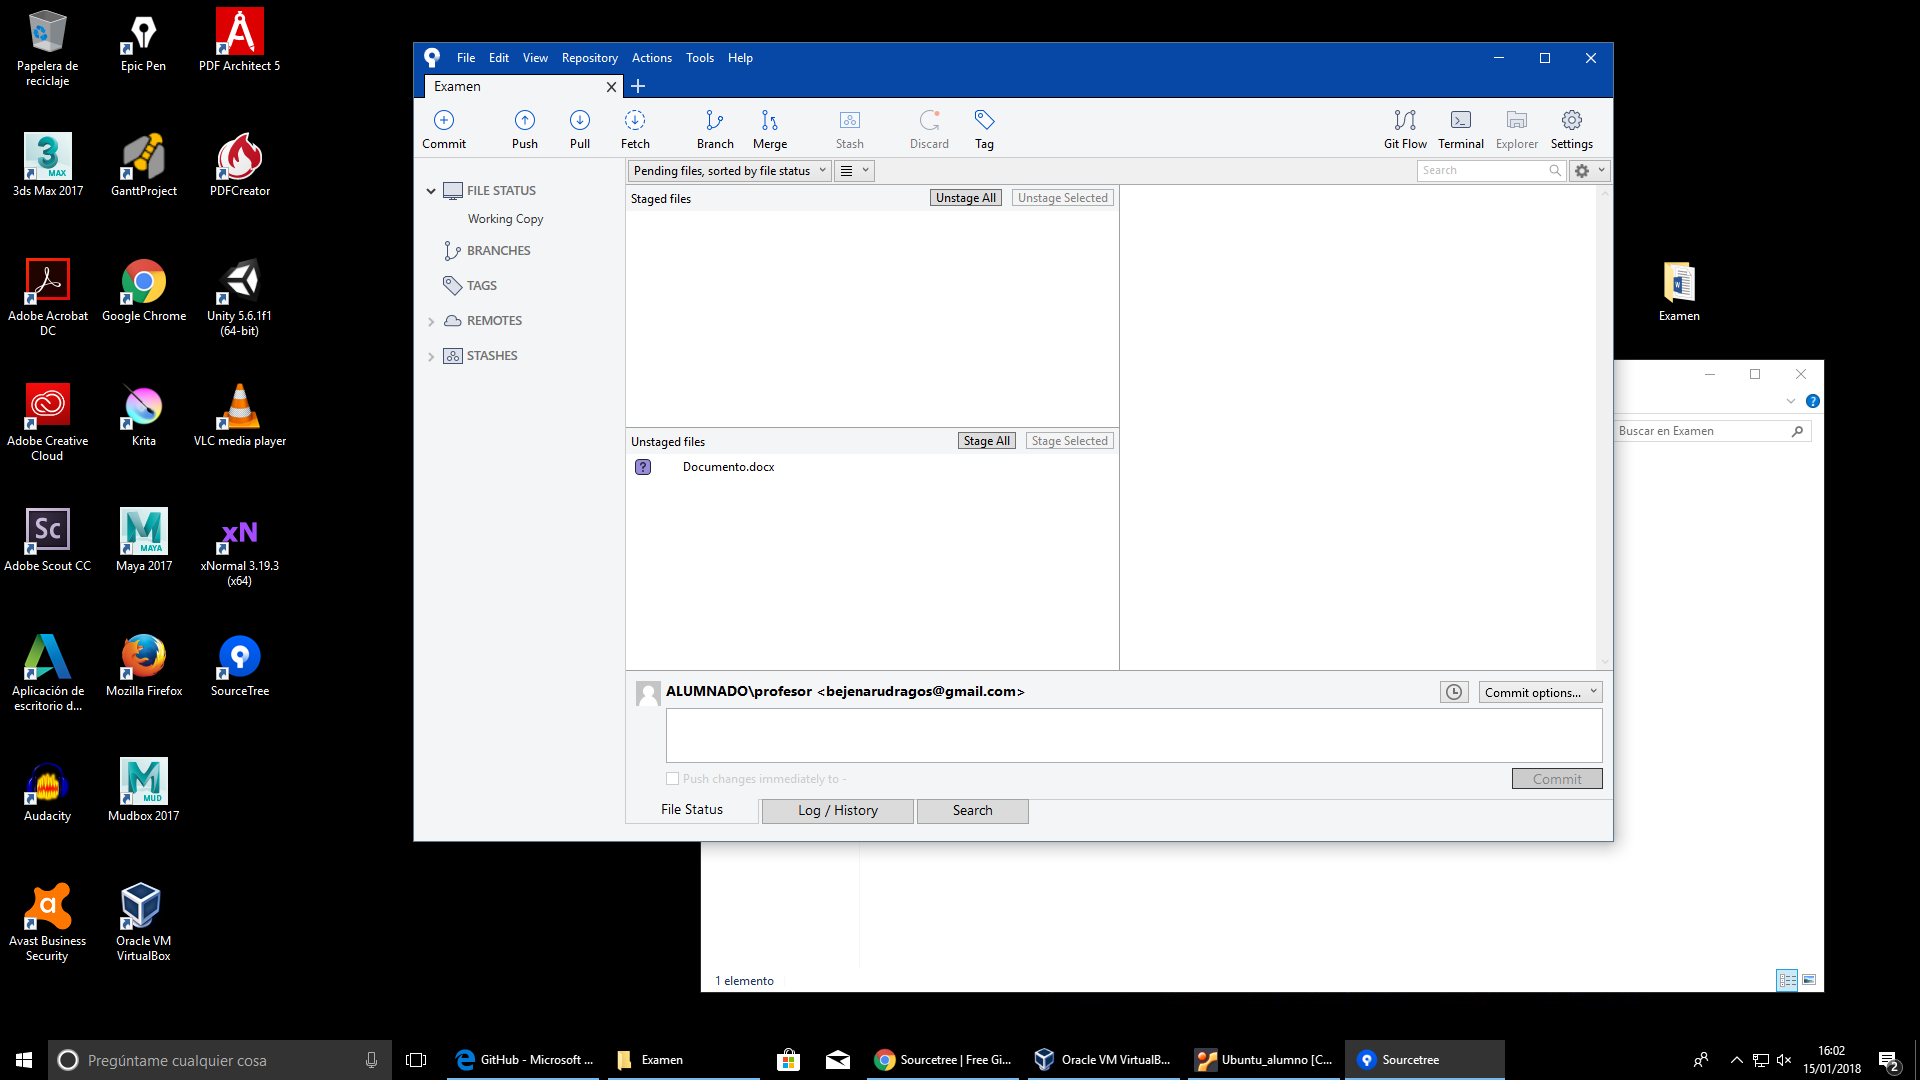 Papelera de
reciclaje
Epic Pen
PDF Architect 5
3
MAX
3ds Max 2017
GanttProject
PDFCreator
Adobe Acrobat
DC
Google Chrome
Unity 5.6.1f1
(64-bit)
Adobe Creative
Cloud
Krita
VLC media player
Sc
Adobe Scout CC
M
MAYA
Maya 2017
xN
xNormal 3.19.3
(x64)
Aplicación de
escritorio d...
Mozilla Firefox
SourceTree
Audacity
M
MUD
Mudbox 2017
a
Avast Business
Security
Oracle VM
VirtualBox
File Edit View Repository Actions Tools Help
Examen
Commit Push Pull Fetch Branch Merge Stash Discard Tag Git Flow Terminal Explorer Settings
FILE STATUS
Working Copy
BRANCHES
TAGS
REMOTES
STASHES
Pending files, sorted by file status
Search
Staged files Unstage All Unstage Selected
Unstaged files Stage All Stage Selected
? Documento.docx
ALUMNADO\profesor <bejenarudragos@gmail.com>
Commit options...
Push changes immediately to -
Commit
File Status Log / History Search
W
Examen
?
Buscar en Examen
1 elemento
Pregúntame cualquier cosa
GitHub - Microsoft ...
Examen
Sourcetree | Free Gi...
Oracle VM VirtualB...
Ubuntu_alumno [C...
Sourcetree
16:02
15/01/2018
2